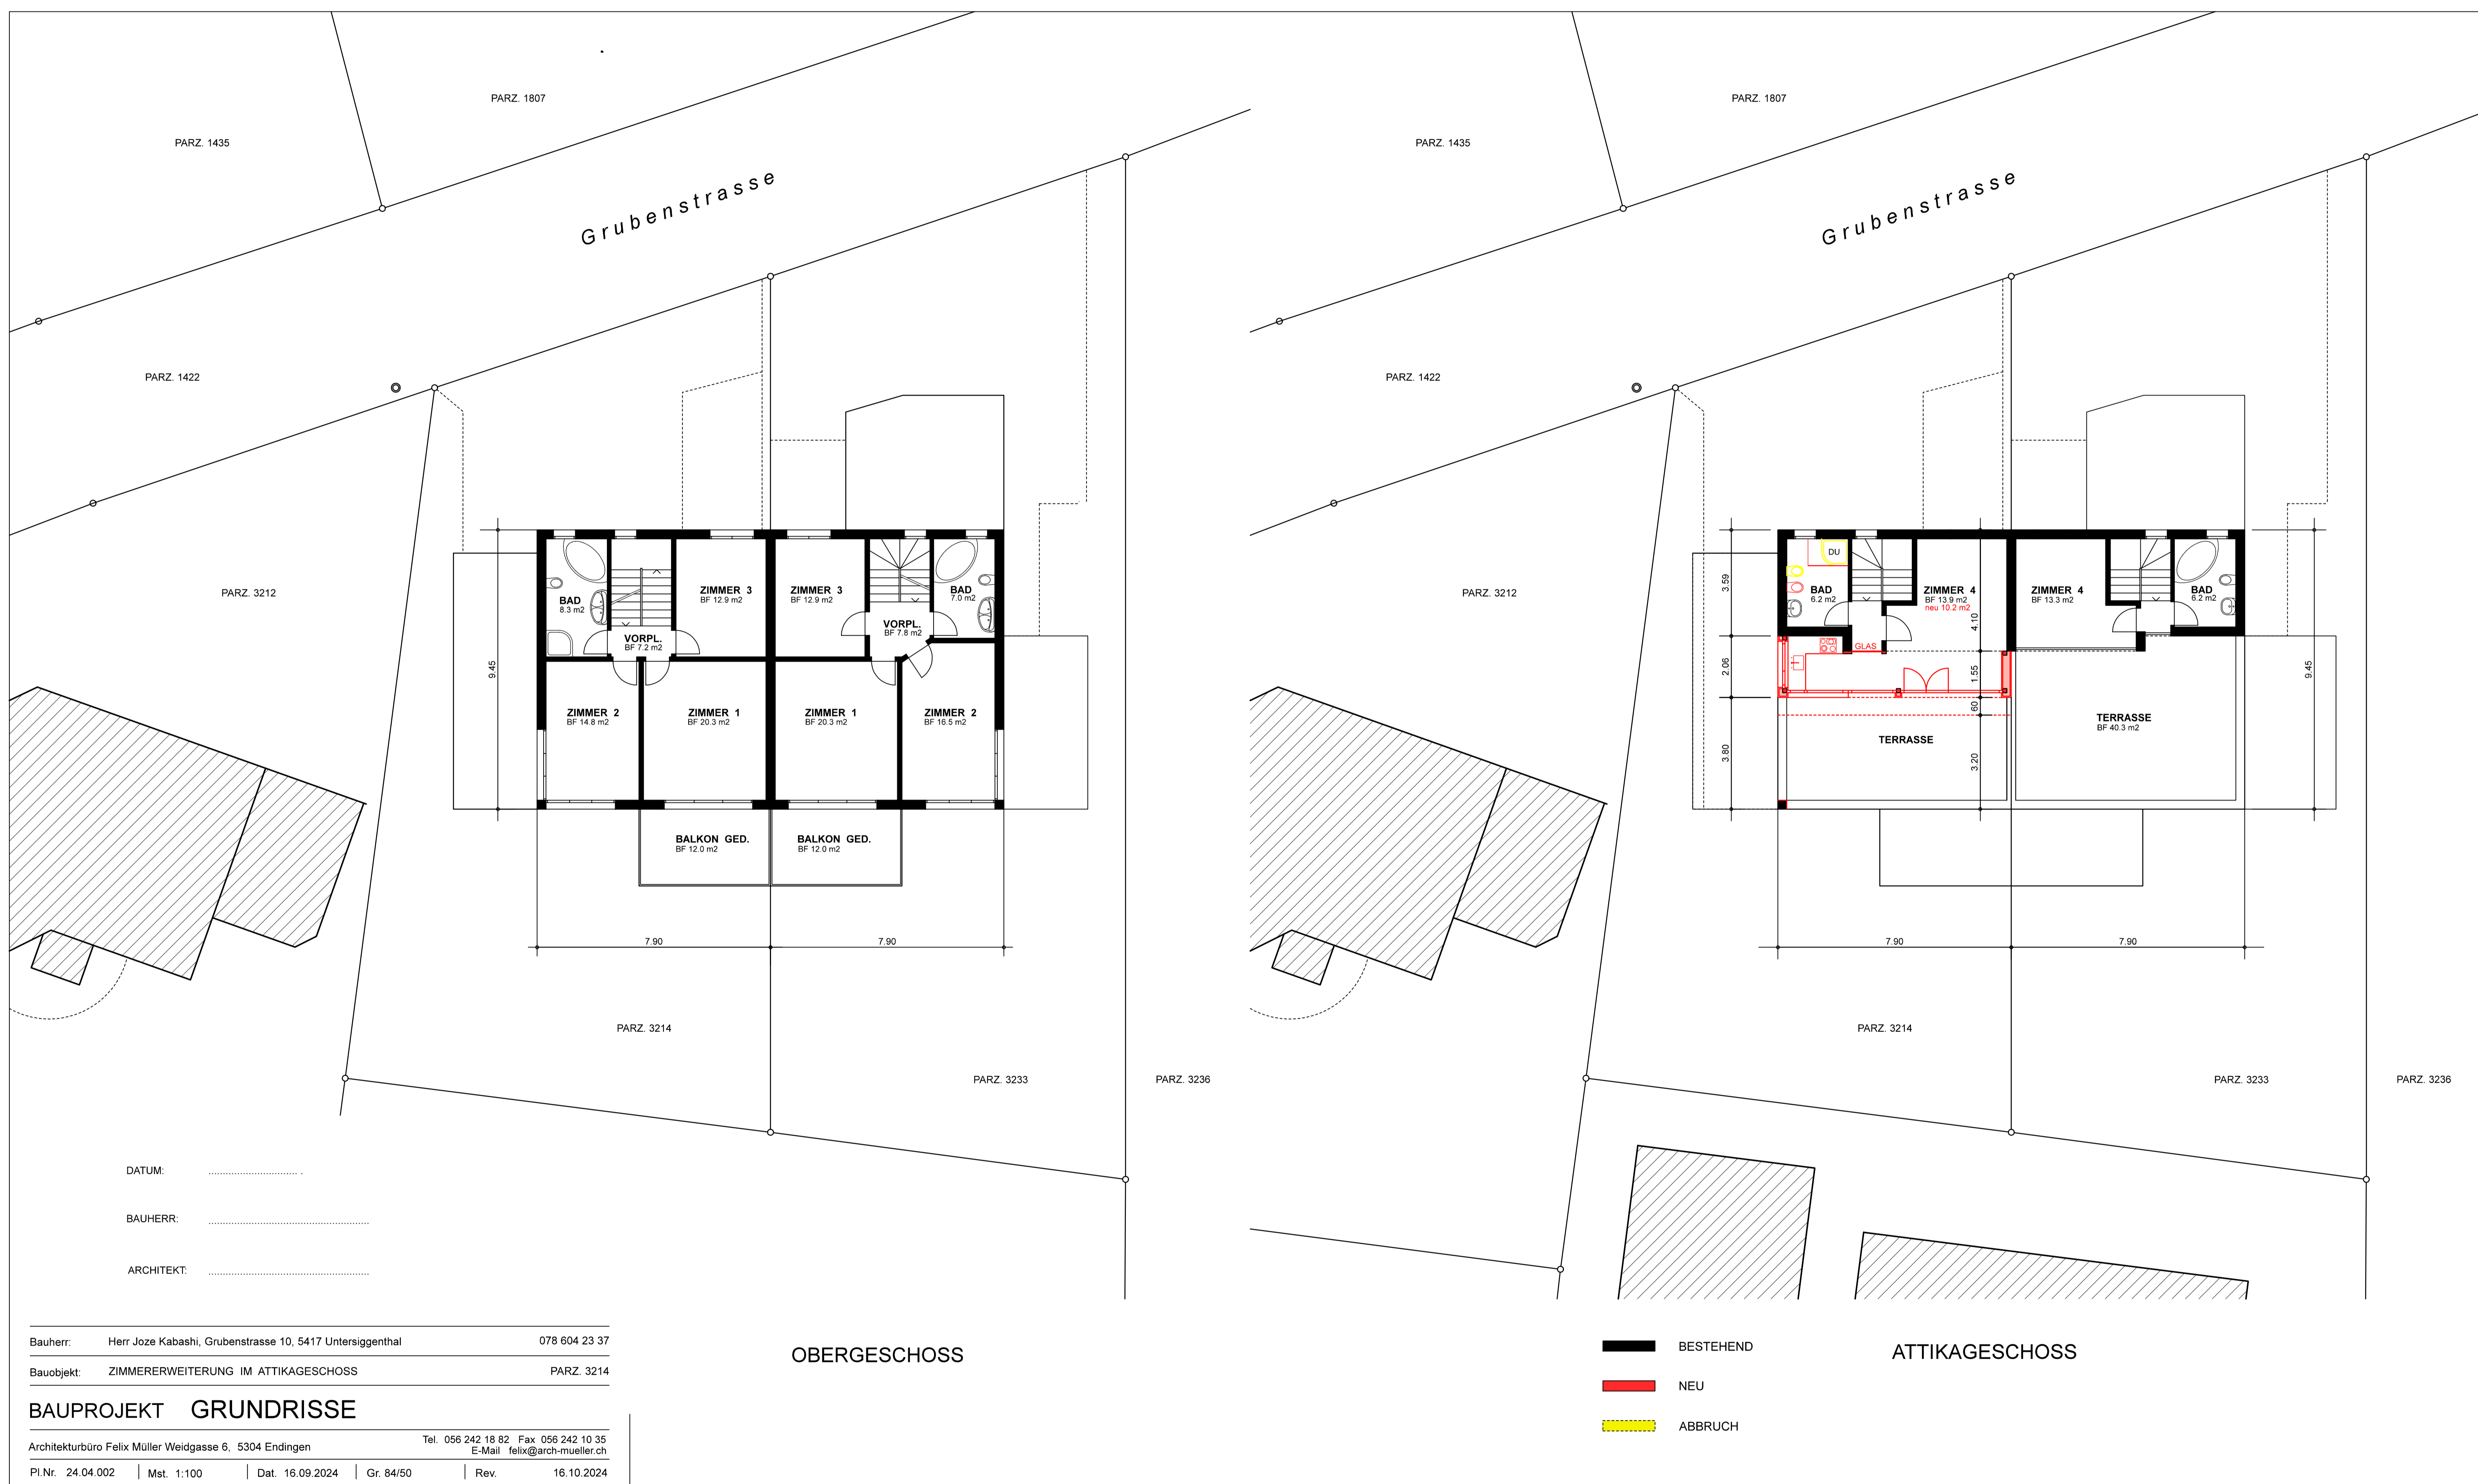 PARZ. 1807
PARZ. 1435
Grubenstrasse
PARZ. 1422
PARZ. 3212
9.45
BAD
8.3 m2
VORPL.
BF 7.2 m2
ZIMMER 3
BF 12.9 m2
ZIMMER 3
BF 12.9 m2
VORPL.
BF 7.8 m2
BAD
7.0 m2
ZIMMER 2
BF 14.8 m2
ZIMMER 1
BF 20.3 m2
ZIMMER 1
BF 20.3 m2
ZIMMER 2
BF 16.5 m2
BALKON GED.
BF 12.0 m2
BALKON GED.
BF 12.0 m2
7.90
7.90
PARZ. 3214
PARZ. 3233
PARZ. 3236
DATUM: .............................. .
BAUHERR: ......................................................
ARCHITEKT: ......................................................
Bauherr: Herr Joze Kabashi, Grubenstrasse 10, 5417 Untersiggenthal 078 604 23 37
Bauobjekt: ZIMMERERWEITERUNG IM ATTIKAGESCHOSS PARZ. 3214
BAUPROJEKT GRUNDRISSE
Architekturbüro Felix Müller Weidgasse 6, 5304 Endingen
Tel. 056 242 18 82 Fax 056 242 10 35
E-Mail felix@arch-mueller.ch
Pl.Nr. 24.04.002 Mst. 1:100 Dat. 16.09.2024 Gr. 84/50 Rev. 16.10.2024
OBERGESCHOSS
PARZ. 1807
PARZ. 1435
Grubenstrasse
PARZ. 1422
PARZ. 3212
3.59
2.06
3.80
DU
BAD
6.2 m2
ZIMMER 4
BF 13.9 m2
neu 10.2 m2
4.10
GLAS
1.55
60
3.20
ZIMMER 4
BF 13.3 m2
BAD
6.2 m2
TERRASSE
TERRASSE
BF 40.3 m2
9.45
7.90
7.90
PARZ. 3214
PARZ. 3233
PARZ. 3236
BESTEHEND
NEU
ABBRUCH
ATTIKAGESCHOSS